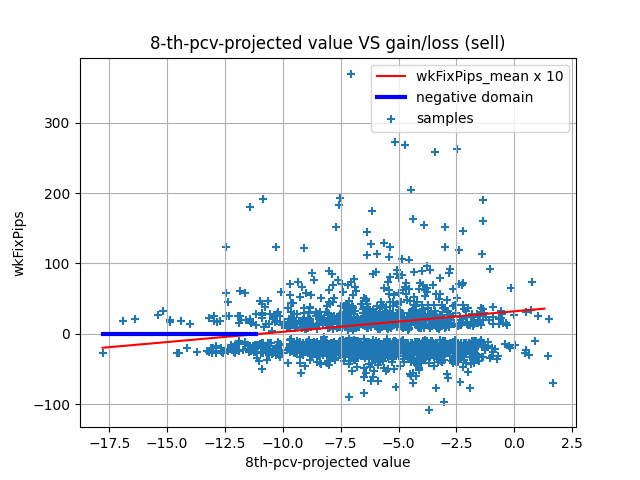 8-th-pcv-projected value VS gain/loss (sell)
wkFixPips_mean x 10
negative domain
samples
wkFixPips
300
200
100
0
−100
−17.5 −15.0 −12.5 −10.0 −7.5 −5.0 −2.5 0.0 2.5
8th-pcv-projected value